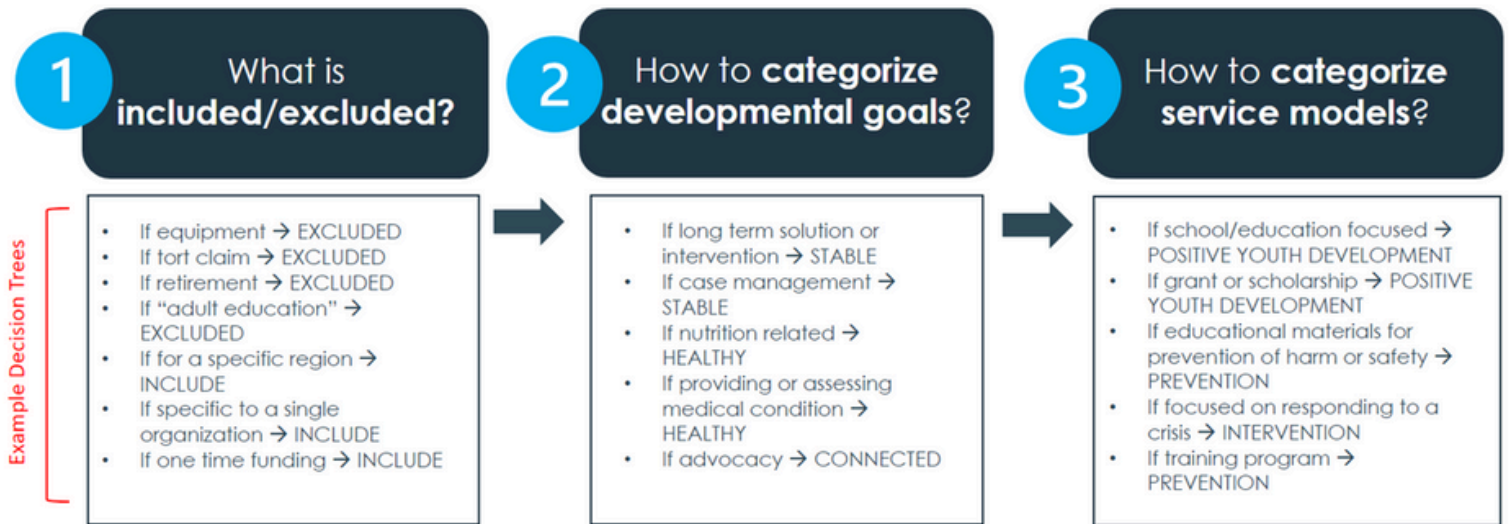 1
What is
included/excluded?
2
How to categorize
developmental goals?
3
How to categorize
service models?
Example Decision Trees
• If equipment → EXCLUDED
• If tort claim → EXCLUDED
• If retirement → EXCLUDED
• If “adult education” →
EXCLUDED
• If for a specific region →
INCLUDE
• If specific to a single
organization → INCLUDE
• If one time funding → INCLUDE
• If long term solution or
intervention → STABLE
• If case management →
STABLE
• If nutrition related →
HEALTHY
• If providing or assessing
medical condition →
HEALTHY
• If advocacy → CONNECTED
• If school/education focused →
POSITIVE YOUTH DEVELOPMENT
• If grant or scholarship → POSITIVE
YOUTH DEVELOPMENT
• If educational materials for
prevention of harm or safety →
PREVENTION
• If focused on responding to a
crisis → INTERVENTION
• If training program →
PREVENTION